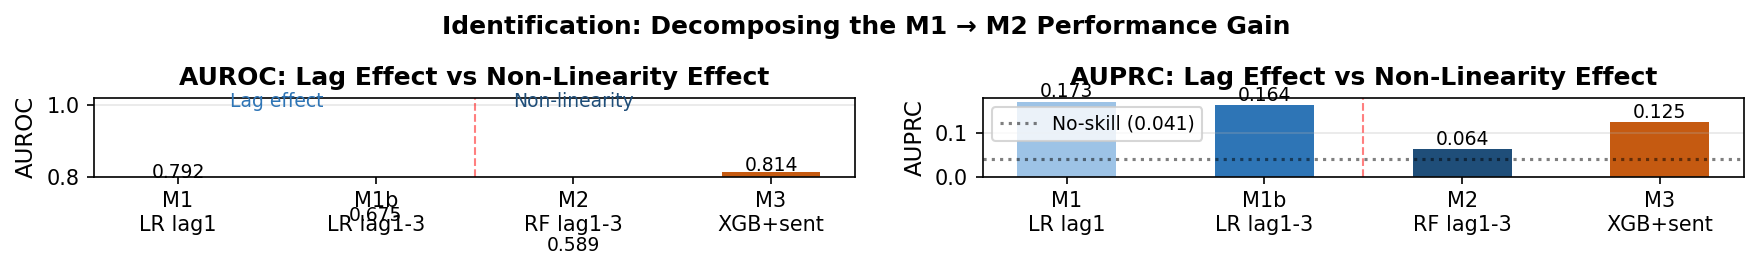 Identification: Decomposing the M1 → M2 Performance Gain
AUROC: Lag Effect vs Non-Linearity Effect
Lag effect
Non-linearity
AUROC
1.0
0.8
0.792
0.675
0.589
0.814
M1
LR lag1
M1b
LR lag1-3
M2
RF lag1-3
M3
XGB+sent
AUPRC: Lag Effect vs Non-Linearity Effect
AUPRC
0.1
0.0
0.173
0.164
0.064
0.125
No-skill (0.041)
M1
LR lag1
M1b
LR lag1-3
M2
RF lag1-3
M3
XGB+sent